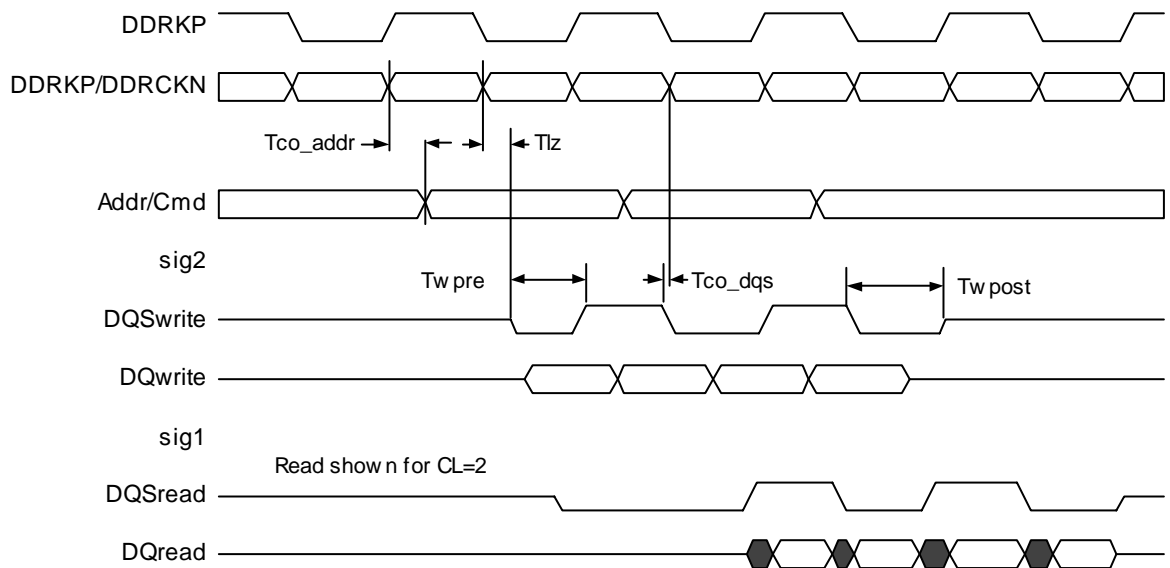 DDRKP
DDRKP/DDRCKN
Tco_addr
Tlz
Addr/Cmd
sig2
Tw pre
Tco_dqs
Tw post
DQSwrite
DQwrite
sig1
Read show n for CL=2
DQSread
DQread